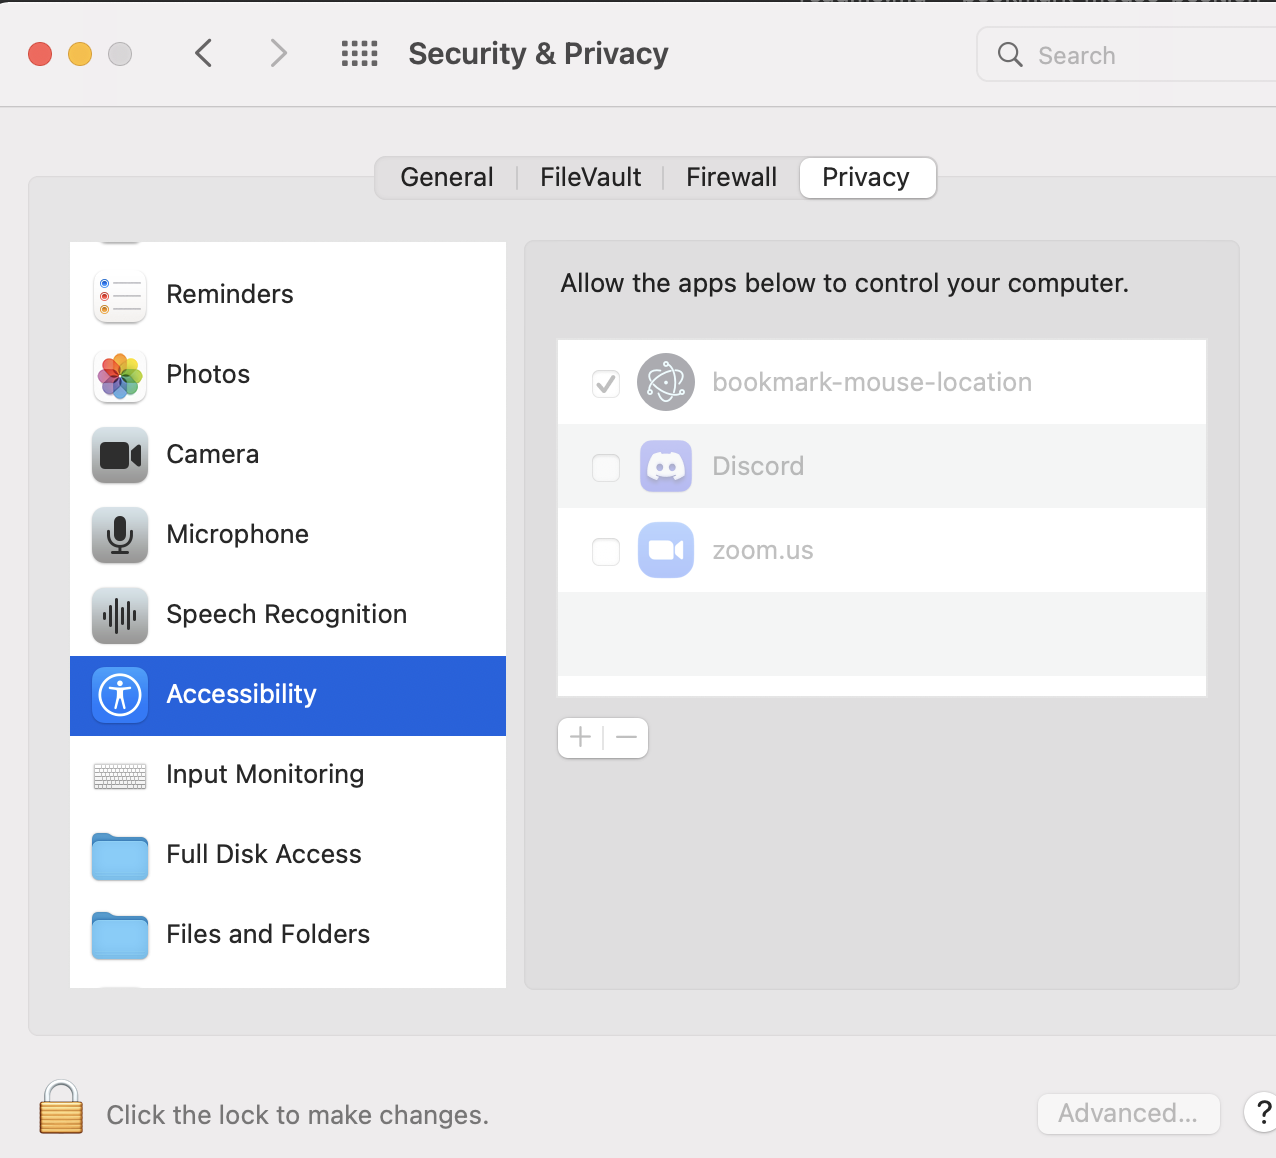 Security & Privacy
Search
General
FileVault
Firewall
Privacy
Reminders
Photos
Camera
Microphone
Speech Recognition
Accessibility
Input Monitoring
Full Disk Access
Files and Folders
Allow the apps below to control your computer.
bookmark-mouse-location
Discord
zoom.us
Click the lock to make changes.
Advanced...
?